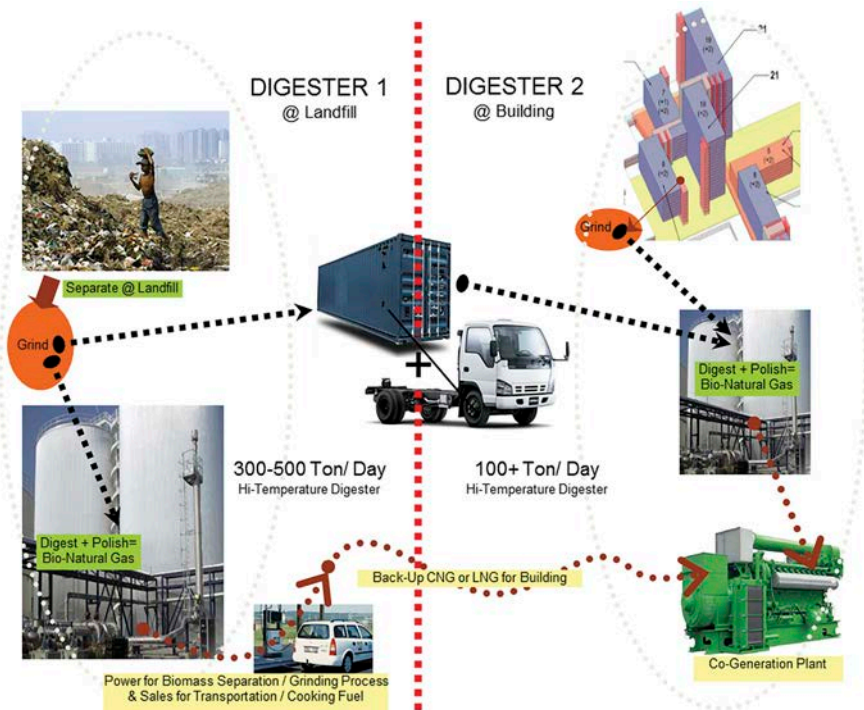 DIGESTER 1
@ Landfill
DIGESTER 2
@ Building
21
21
Grind
Separate @ Landfill
Grind
Digest + Polish=
Bio-Natural Gas
+
300-500 Ton/ Day
Hi-Temperature Digester
100+ Ton/ Day
Hi-Temperature Digester
Digest + Polish=
Bio-Natural Gas
Back-Up CNG or LNG for Building
Power for Biomass Separation / Grinding Process
& Sales for Transportation / Cooking Fuel
Co-Generation Plant